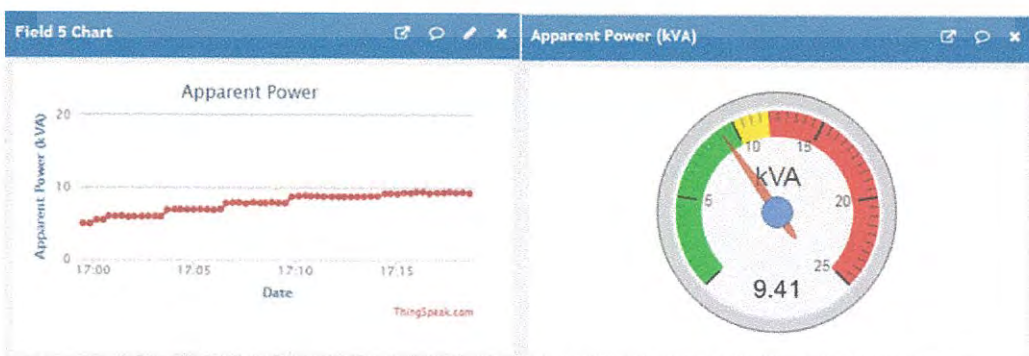 Field 5 Chart
Apparent Power
Apparent Power (kVA)
20
10
0
17:00
17:05
17:10
17:15
Date
ThingSpeak.com
Apparent Power (kVA)
kVA
5
10
15
20
25
9.41